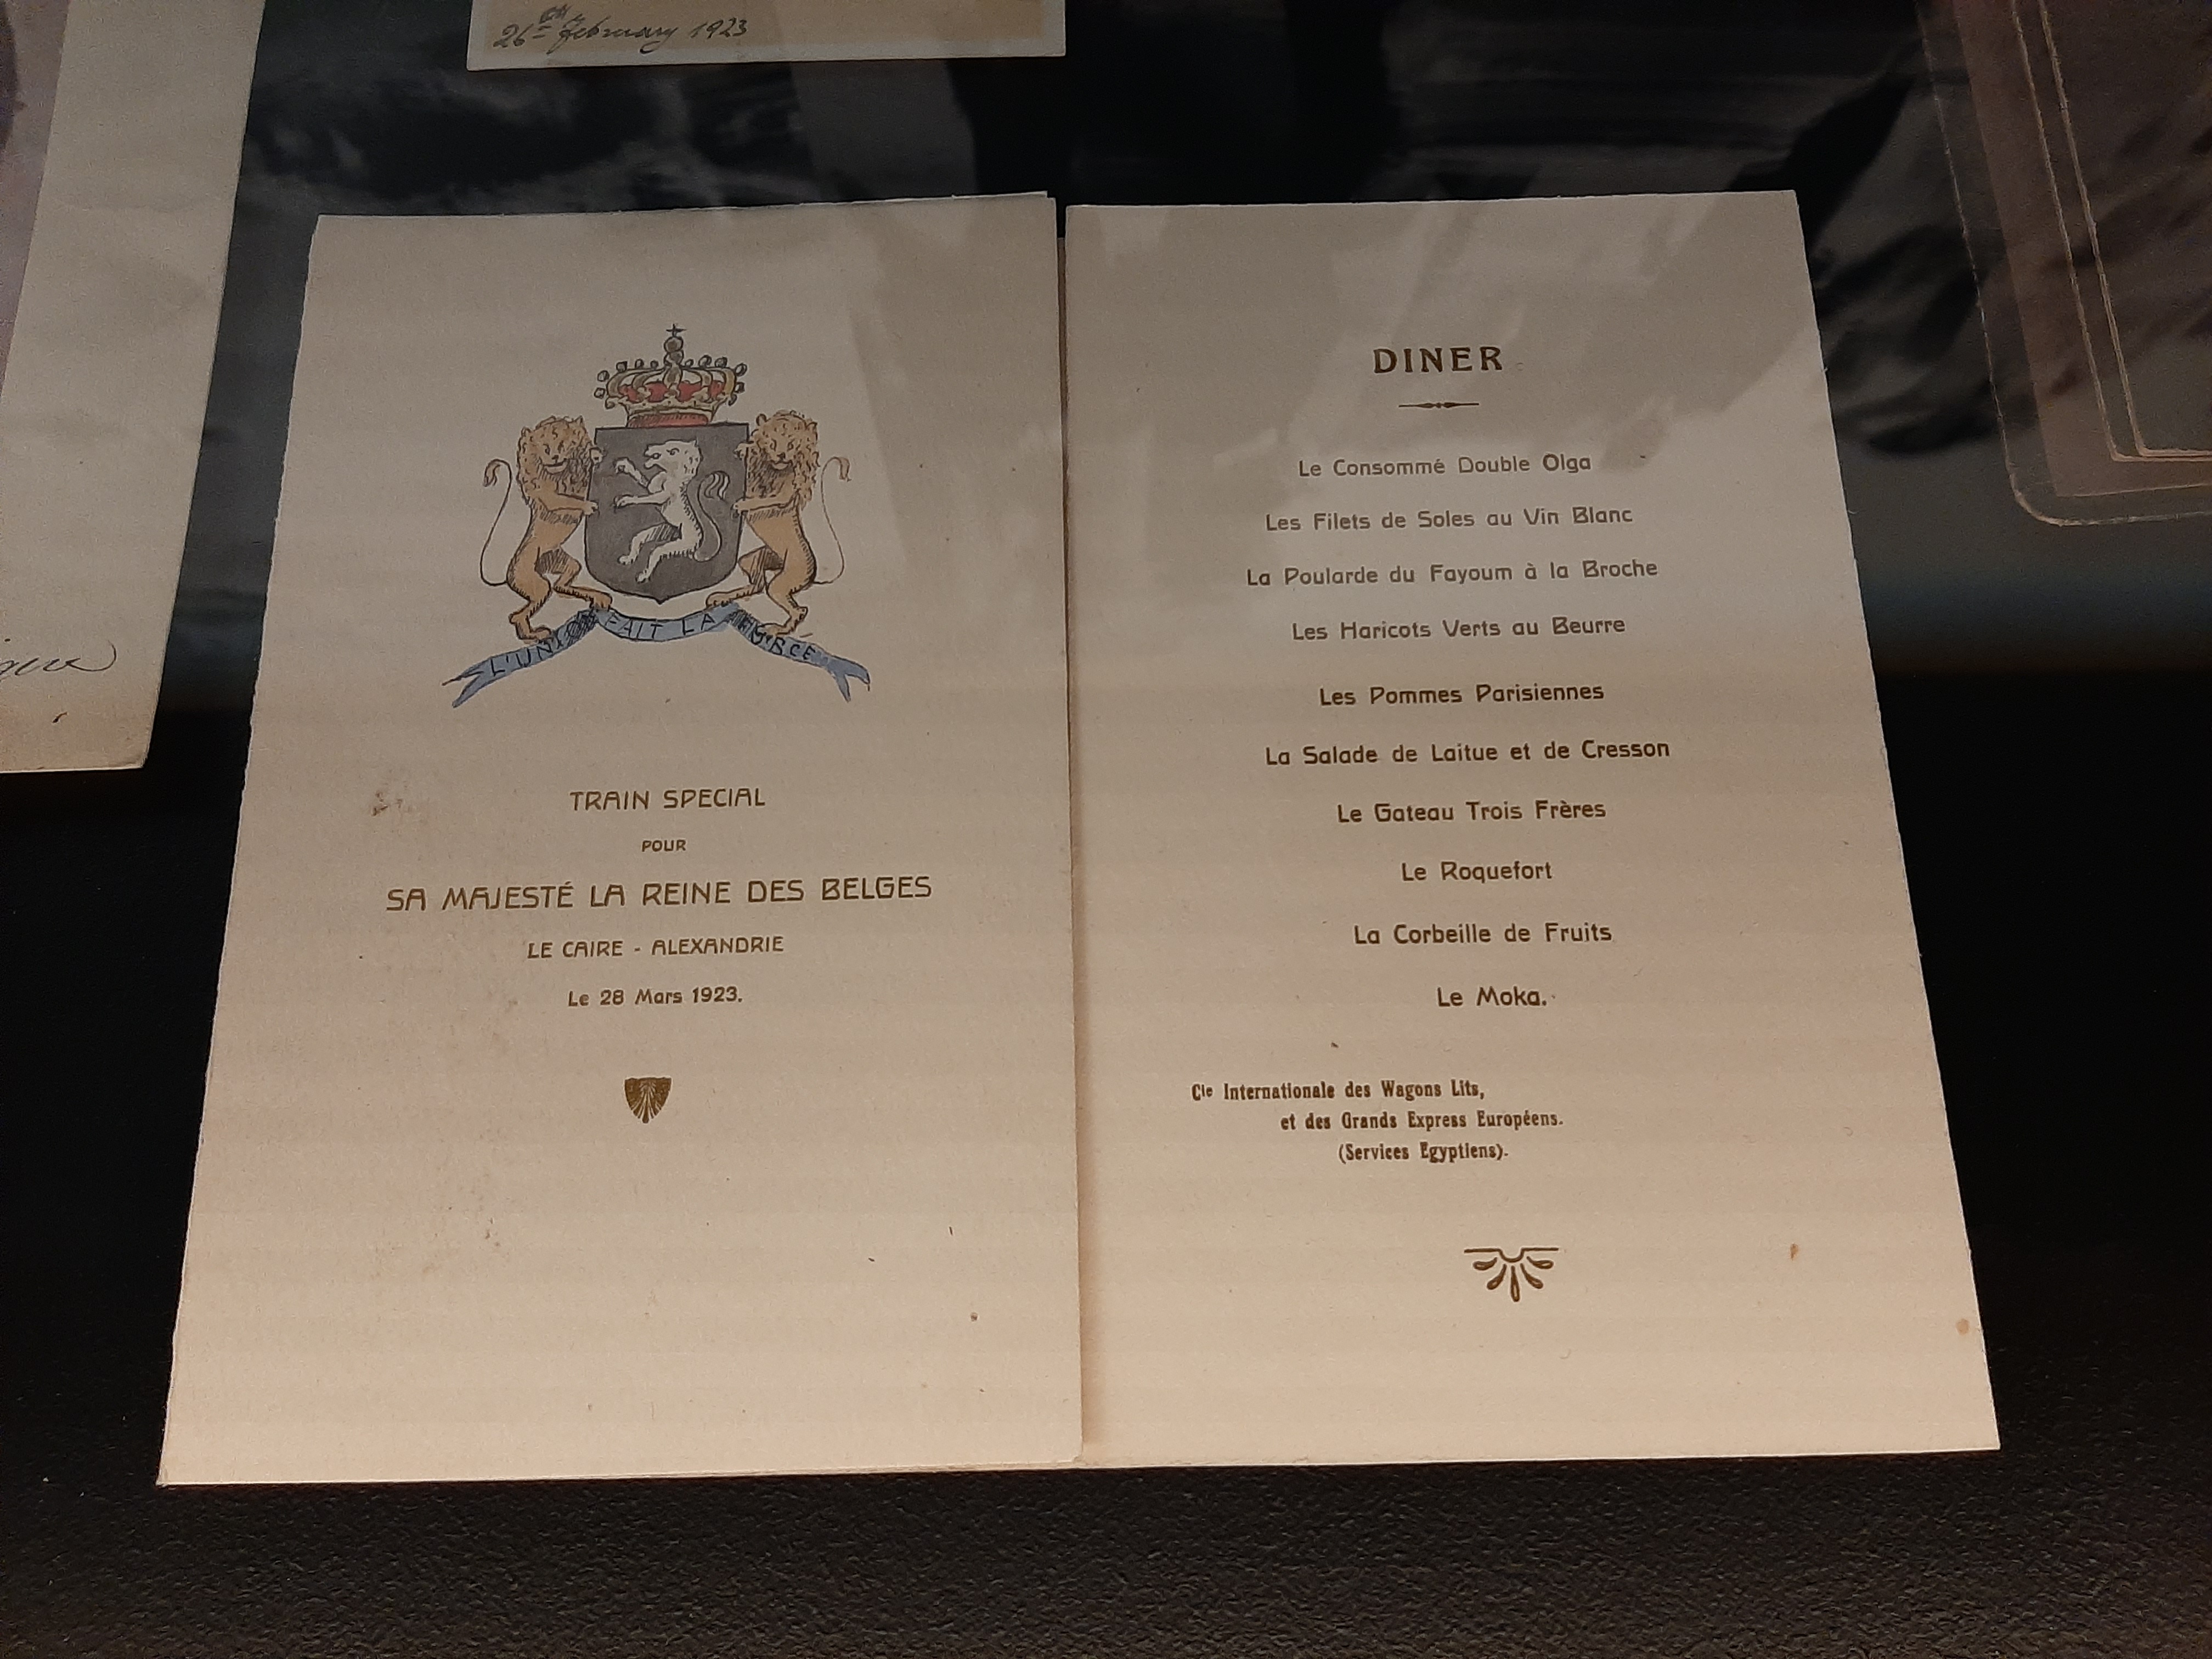 26th february 1923
L'UNION FAIT LA FORCE
TRAIN SPECIAL
POUR
SA MAJESTÉ LA REINE DES BELGES
LE CAIRE - ALEXANDRIE
Le 28 Mars 1923.
DINER
Le Consommé Double Olga
Les Filets de Soles au Vin Blanc
La Poularde du Fayoum à la Broche
Les Haricots Verts au Beurre
Les Pommes Parisiennes
La Salade de Laitue et de Cresson
Le Gateau Trois Frères
Le Roquefort
La Corbeille de Fruits
Le Moka.
Cie Internationale des Wagons Lits,
et des Grands Express Européens.
(Services Egyptiens).